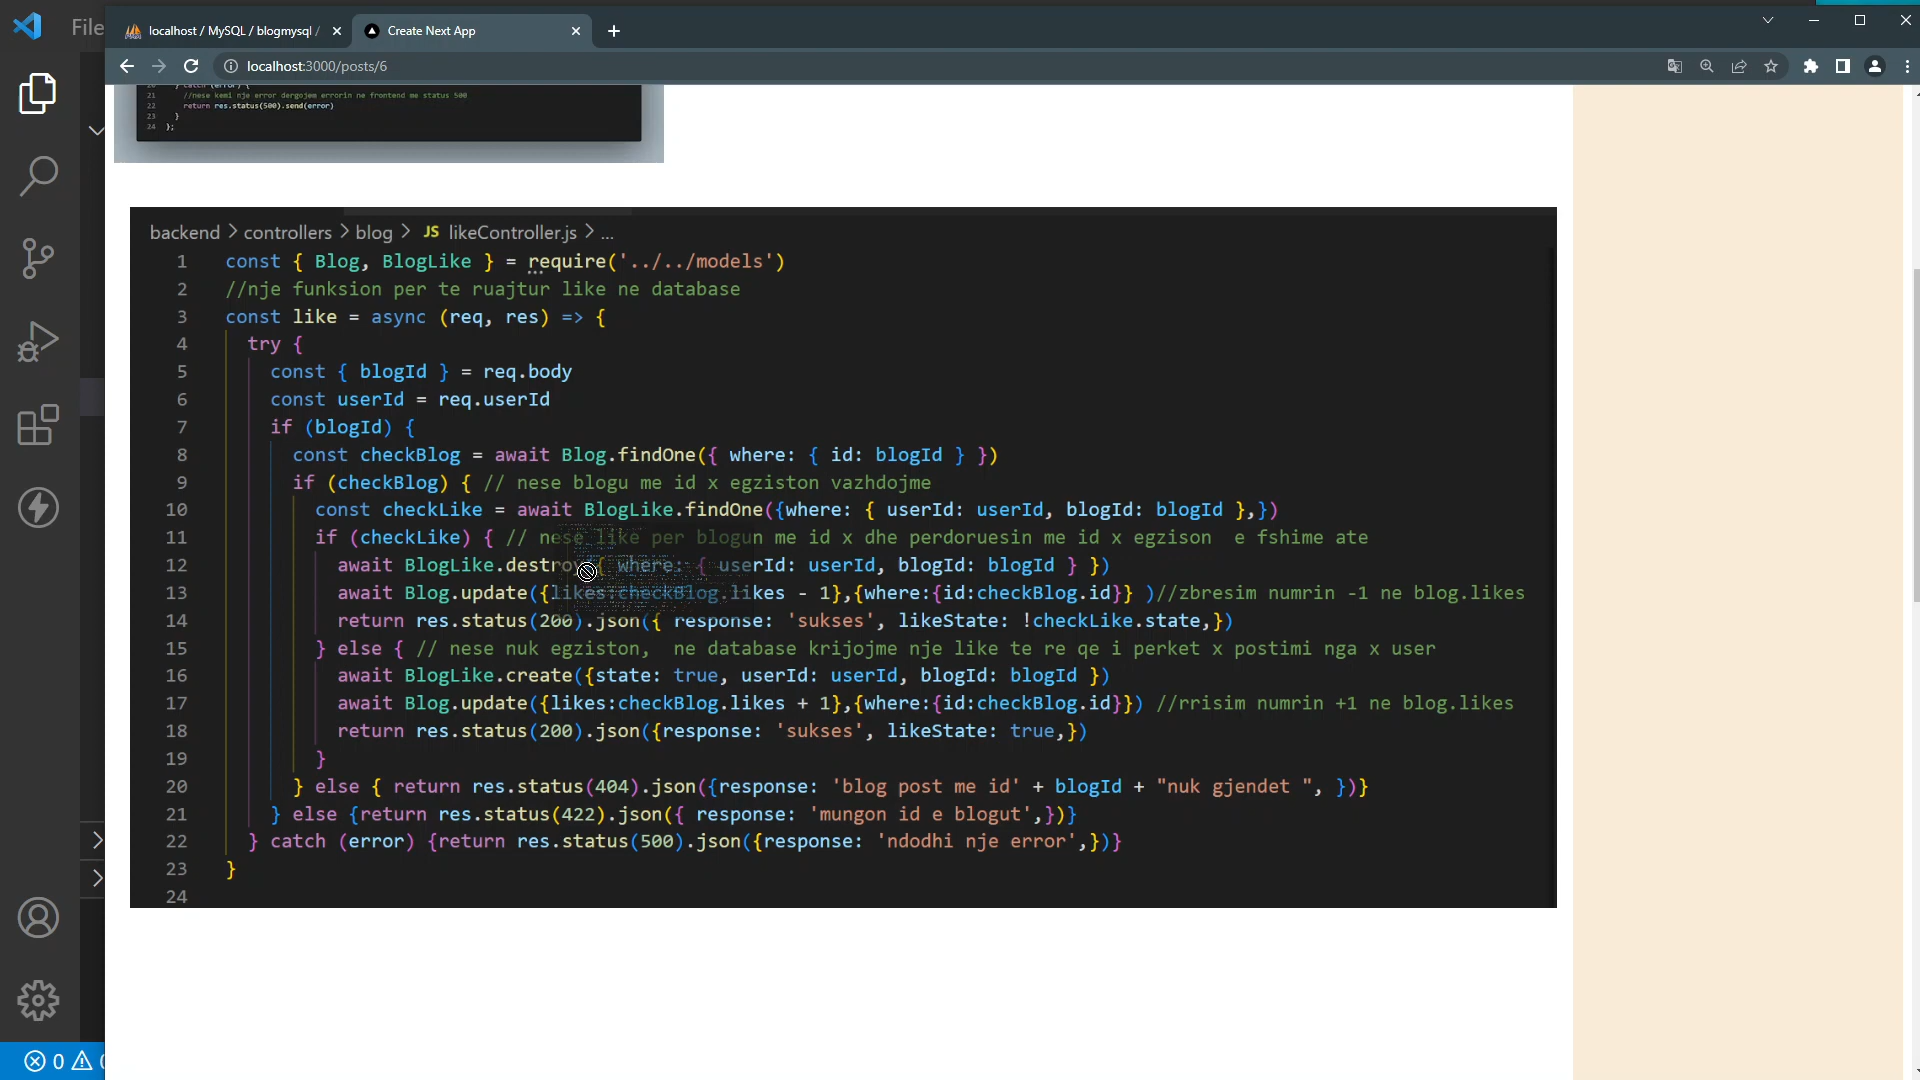 File
localhost / MySQL / blogmysql /
Create Next App
localhost:3000/posts/6
21 //nese kemi nje error dergojem errorin ne frontend me status 500
22 return res.status(500).send(error)
23 }
24 };
backend > controllers > blog > JS likeController.js > ...
1 const { Blog, BlogLike } = require('../../models')
2 //nje funksion per te ruajtur like ne database
3 const like = async (req, res) => {
4 try {
5 const { blogId } = req.body
6 const userId = req.userId
7 if (blogId) {
8 const checkBlog = await Blog.findOne({ where: { id: blogId } })
9 if (checkBlog) { // nese blogu me id x egziston vazhdojme
10 const checkLike = await BlogLike.findOne({where: { userId: userId, blogId: blogId },})
11 if (checkLike) { // nese like per blogun me id x dhe perdoruesin me id x egzison e fshime ate
12 await BlogLike.destroy({ where: { userId: userId, blogId: blogId } })
13 await Blog.update({likes:checkBlog.likes - 1},{where:{id:checkBlog.id}} )//zbresim numrin -1 ne blog.likes
14 return res.status(200).json({ response: 'sukses', likeState: !checkLike.state,})
15 } else { // nese nuk egziston, ne database krijojme nje like te re qe i perket x postimi nga x user
16 await BlogLike.create({state: true, userId: userId, blogId: blogId })
17 await Blog.update({likes:checkBlog.likes + 1},{where:{id:checkBlog.id}}) //rrisim numrin +1 ne blog.likes
18 return res.status(200).json({response: 'sukses', likeState: true,})
19 }
20 } else { return res.status(404).json({response: 'blog post me id' + blogId + "nuk gjendet ", })}
21 } else {return res.status(422).json({ response: 'mungon id e blogut',})}
22 } catch (error) {return res.status(500).json({response: 'ndodhi nje error',})}
23 }
24
0